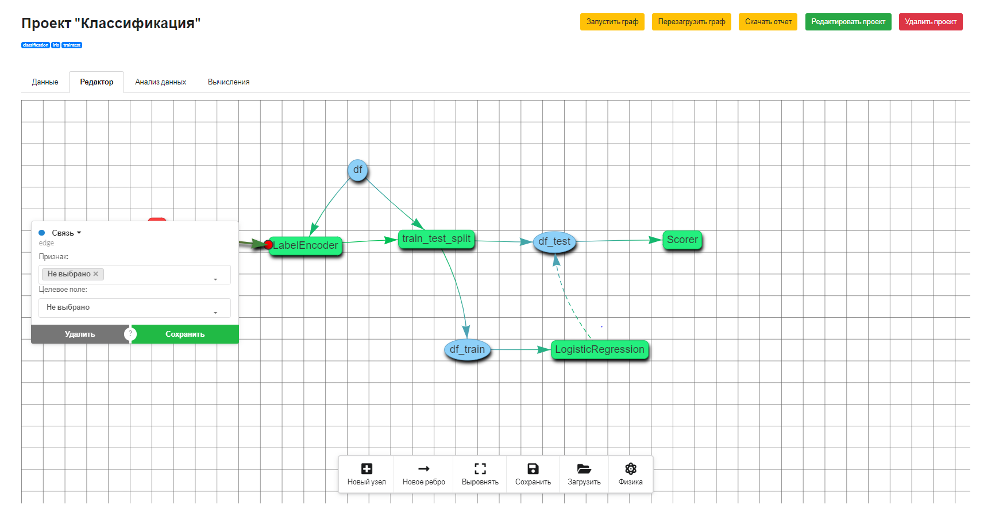 Проект "Классификация"
Запустить граф
Перезагрузить граф
Скачать отчет
Редактировать проект
Удалить проект
classification
iris
traintest
Данные
Редактор
Анализ данных
Вычисления
df
LabelEncoder
train_test_split
df_test
Scorer
df_train
LogisticRegression
Связь
edge
Признак:
Не выбрано ×
Целевое поле:
Не выбрано
Удалить
?
Сохранить
Новый узел
Новое ребро
Выровнять
Сохранить
Загрузить
Физика